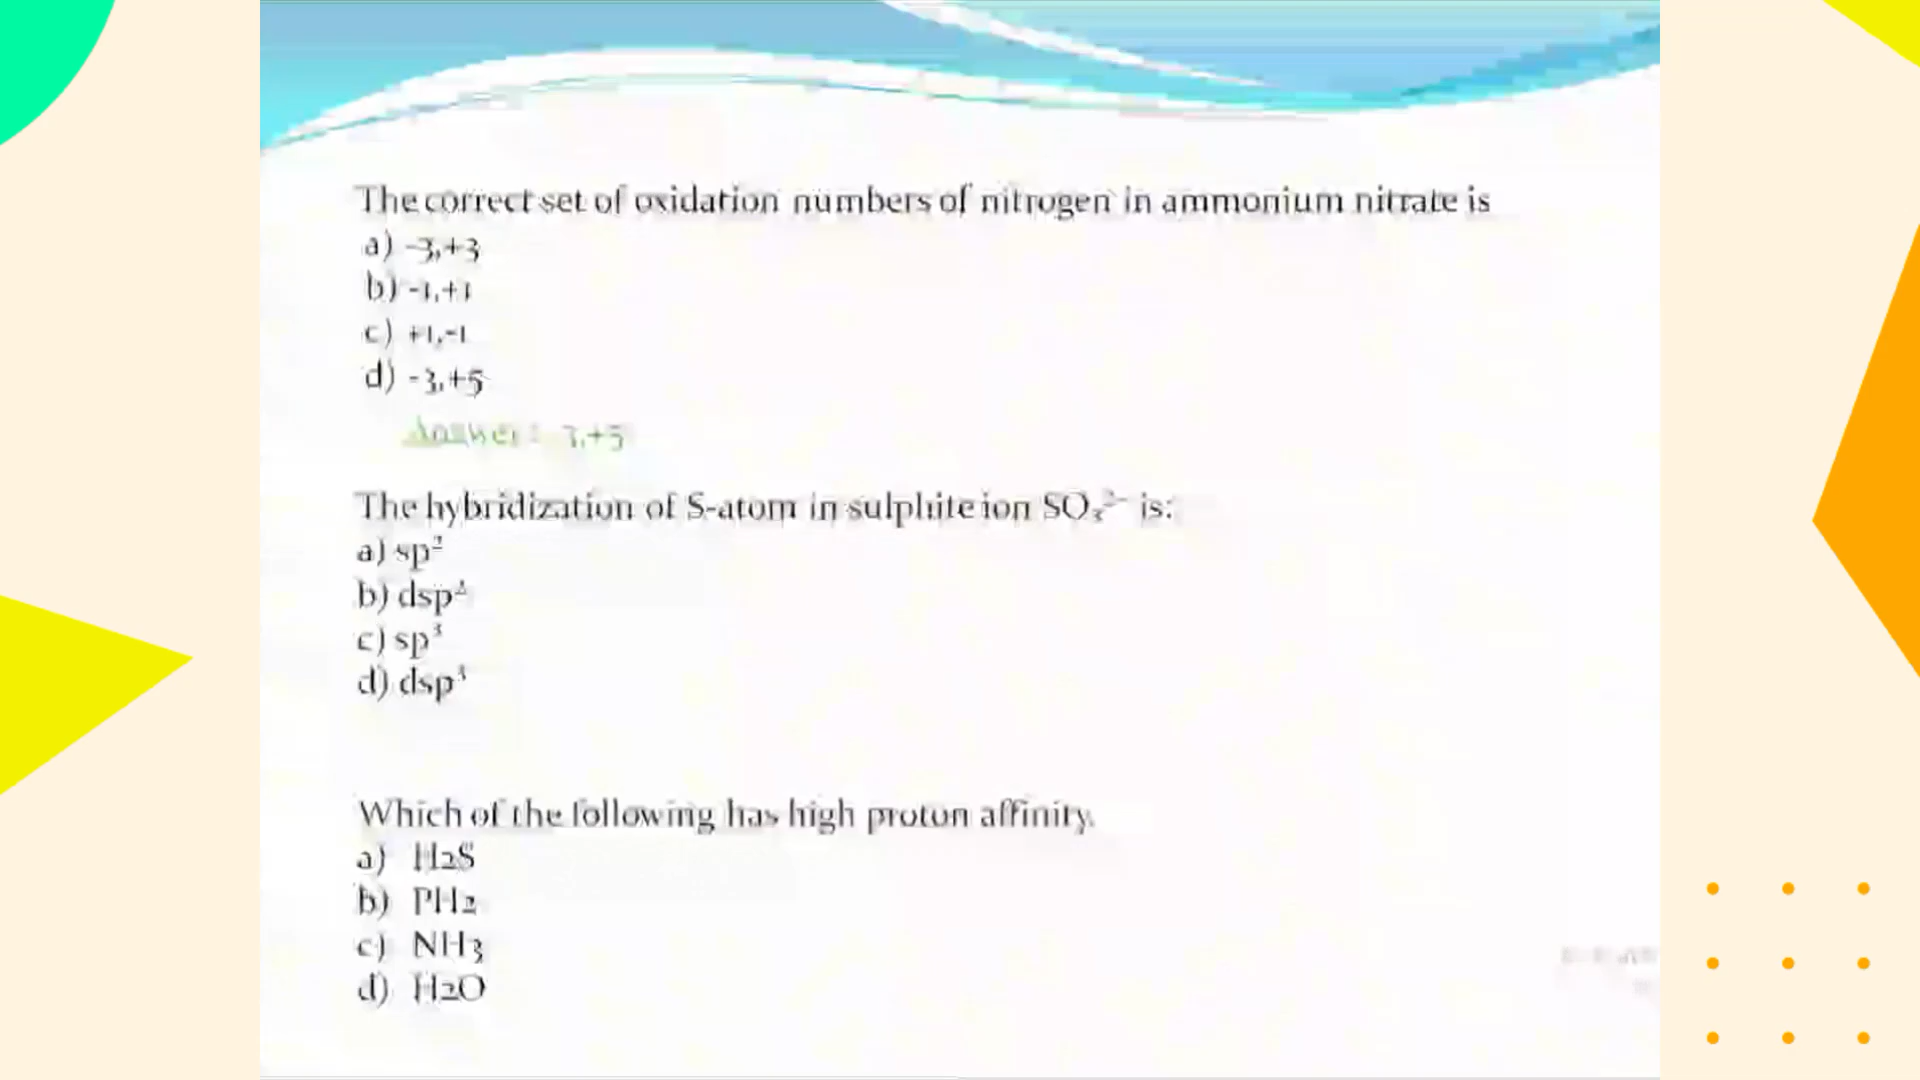 The correct set of oxidation numbers of nitrogen in ammonium nitrate is
a) -3,+3
b) -1,+1
c) +1,-1
d) -3,+5
Answer: -3,+5
The hybridization of S-atom in sulphite ion SO₃²⁻ is:
a) sp²
b) dsp²
c) sp³
d) dsp³
Which of the following has high proton affinity.
a) H2S
b) PH2
c) NH3
d) H2O